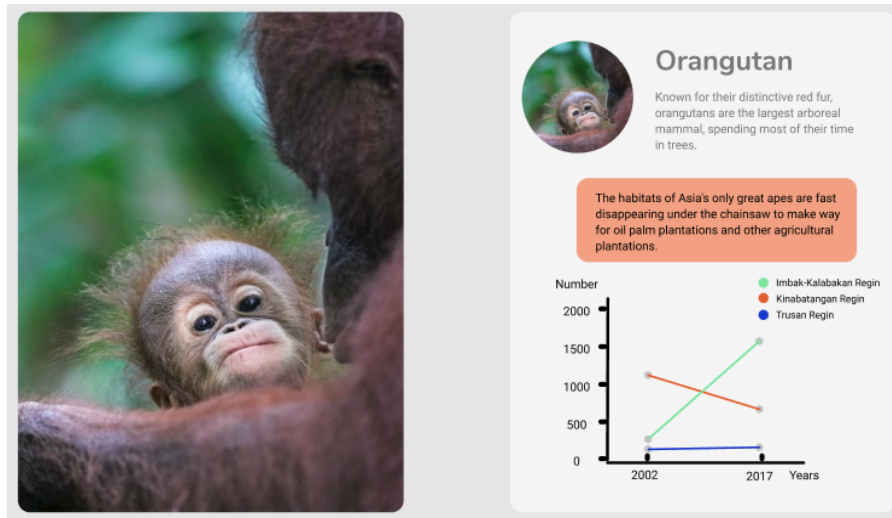 Orangutan
Known for their distinctive red fur,
orangutans are the largest arboreal
mammal, spending most of their time
in trees.
The habitats of Asia's only great apes are fast
disappearing under the chainsaw to make way
for oil palm plantations and other agricultural
plantations.
Number
Imbak-Kalabakan Regin
Kinabatangan Regin
Trusan Regin
2000
1500
1000
500
0
2002
2017
Years